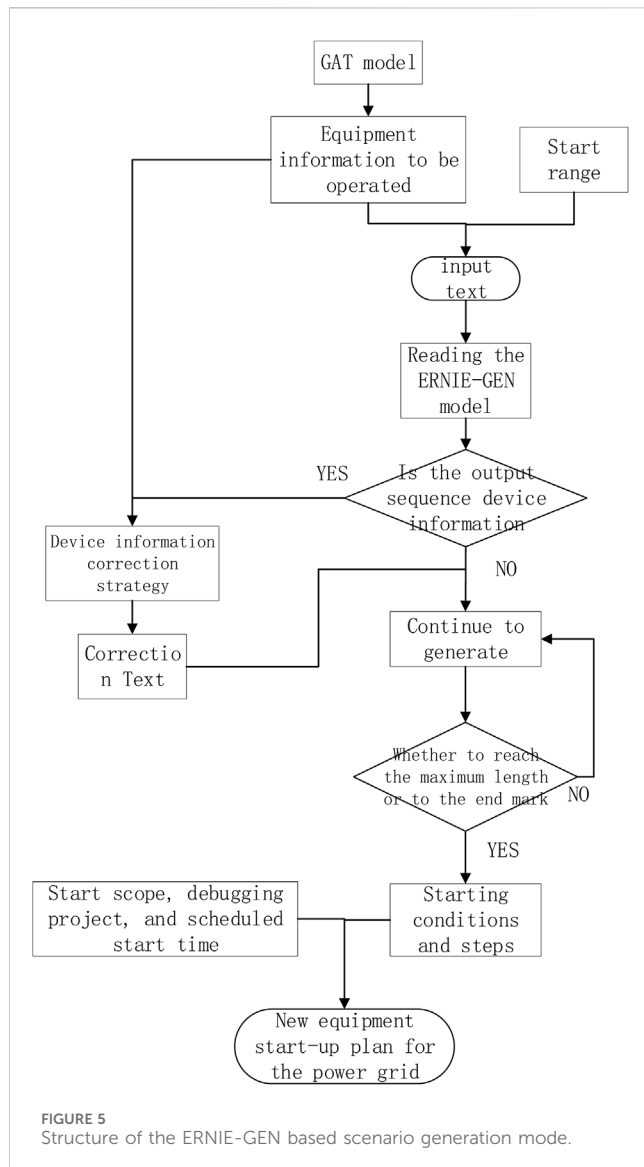 GAT model
Equipment
information to be
operated
Start
range
input
text
Reading the
ERNIE-GEN
model
YES
Is the output
sequence device
information
NO
Device information
correction
strategy
Continue to
generate
Correctio
n Text
Whether to reach
the maximum length
or to the end mark
NO
YES
Start scope, debugging
project, and scheduled
start time
Starting
conditions
and steps
New equipment
start-up plan for
the power grid
FIGURE 5
Structure of the ERNIE-GEN based scenario generation mode.